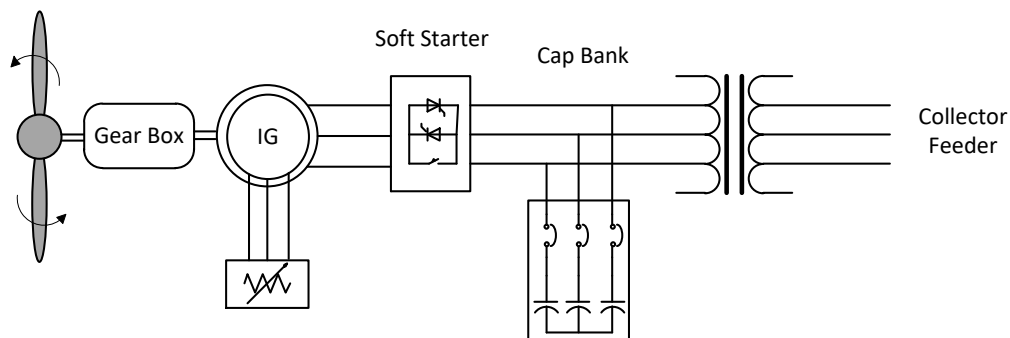 Soft Starter
Cap Bank
Gear Box
IG
Collector
Feeder